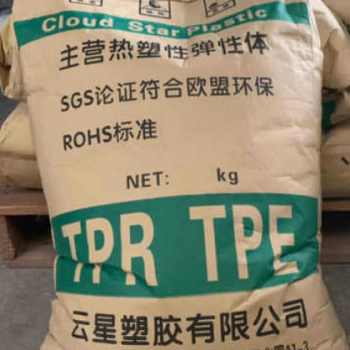 Cloud Star Plastic
主营热塑性弹性体
SGS论证符合欧盟环保
ROHS标准
NET: kg
TPR TPE
云星塑胶有限公司
A1-3